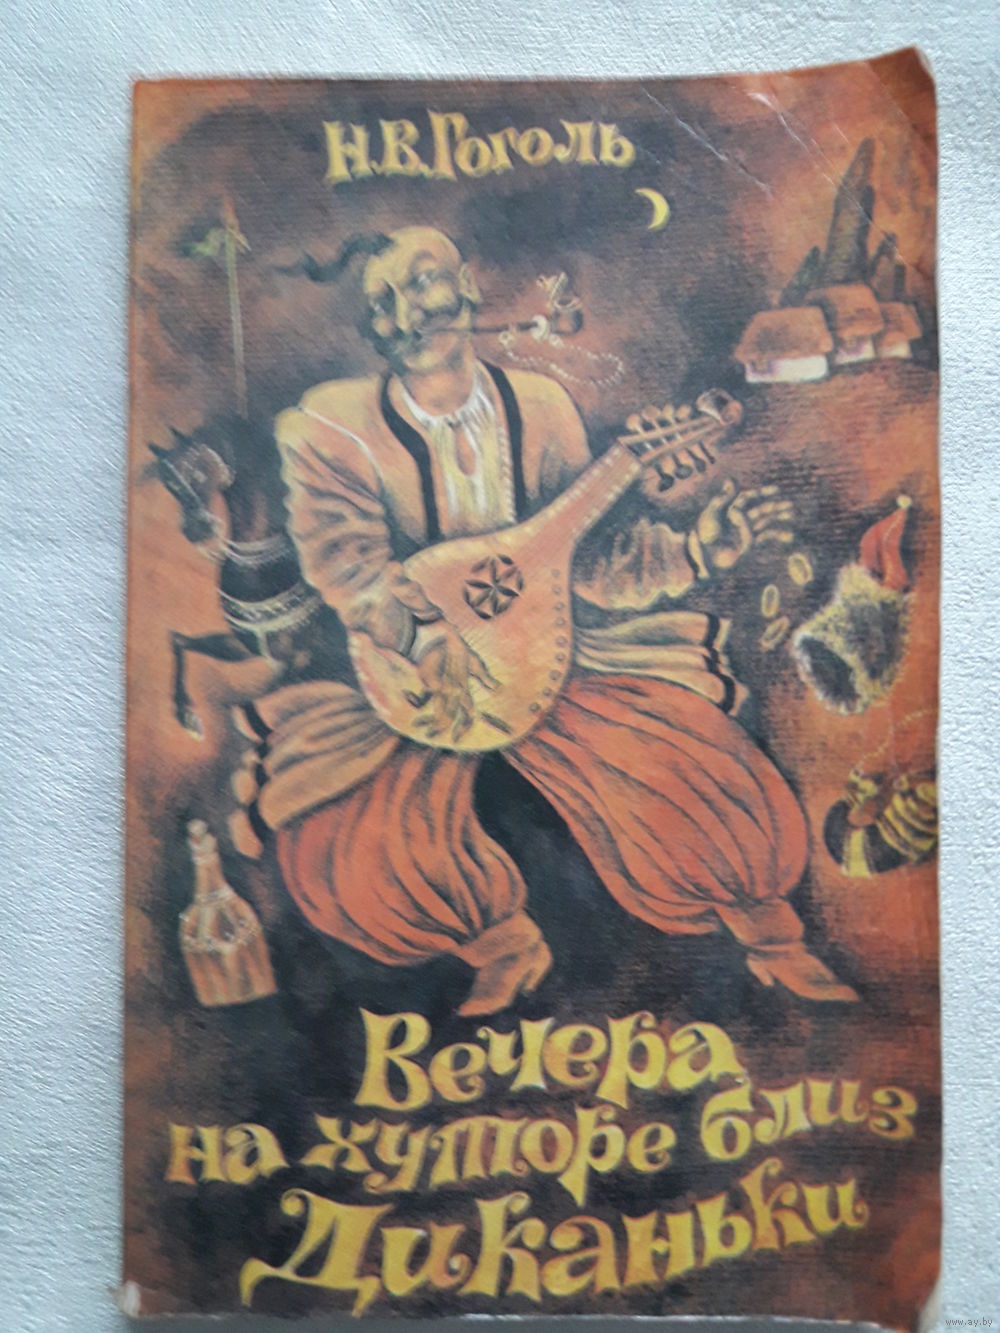 Н.В.Гоголь
Вечера
на хуторе близ
Диканьки
www.ay.by